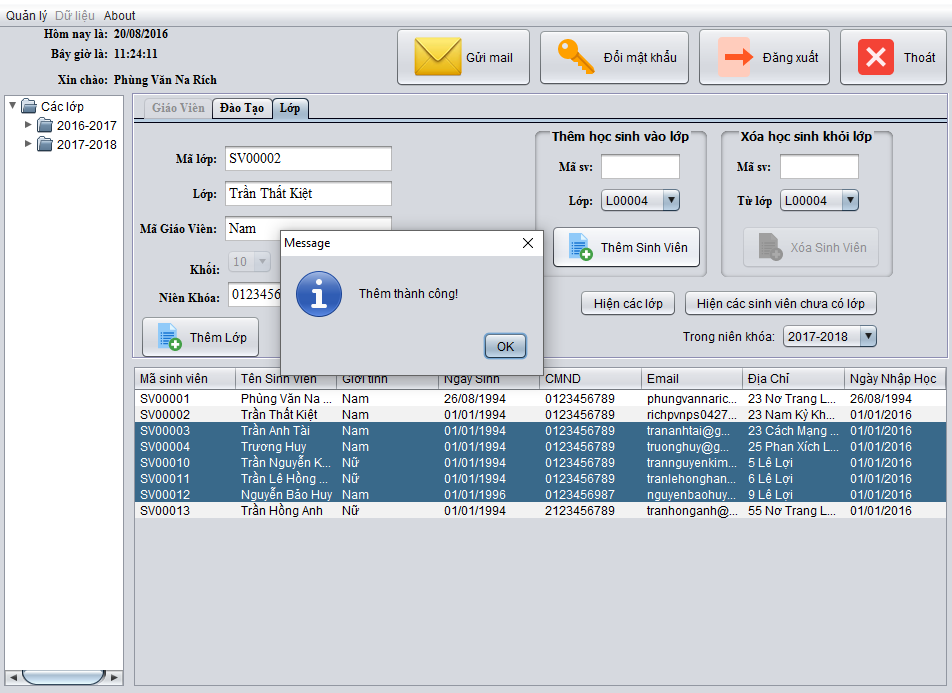 Quản lý Dữ liệu About
Hôm nay là: 20/08/2016
Bây giờ là: 11:24:11
Xin chào: Phùng Văn Na Rích
Gửi mail
Đổi mật khẩu
Đăng xuất
Thoát
Các lớp
2016-2017
2017-2018
Giáo Viên Đào Tạo Lớp
Mã lớp: SV00002
Lớp: Trần Thất Kiệt
Mã Giáo Viên: Nam
Khối: 10
Niên Khóa: 0123456
Thêm Lớp
Thêm học sinh vào lớp
Mã sv:
Lớp: L00004
Thêm Sinh Viên
Xóa học sinh khỏi lớp
Mã sv:
Từ lớp L00004
Xóa Sinh Viên
Hiện các lớp
Hiện các sinh viên chưa có lớp
Trong niên khóa: 2017-2018
Message
Thêm thành công!
OK
Mã sinh viên Tên Sinh Viên Giới tính Ngày Sinh CMND Email Địa Chỉ Ngày Nhập Học
SV00001 Phùng Văn Na ... Nam 26/08/1994 0123456789 phungvannaric... 23 Nơ Trang L... 26/08/1994
SV00002 Trần Thất Kiệt Nam 01/01/1994 0123456789 richpvnps0427... 23 Nam Kỳ Kh... 01/01/2016
SV00003 Trần Anh Tài Nam 01/01/1994 0123456789 trananhtai@g... 23 Cách Mạng ... 01/01/2016
SV00004 Trương Huy Nam 01/01/1994 0123456789 truonghuy@g... 25 Phan Xích L... 01/01/2016
SV00010 Trần Nguyễn K... Nữ 01/01/1994 0123456789 trannguyenkim... 5 Lê Lợi 01/01/2016
SV00011 Trần Lê Hồng ... Nữ 01/01/1994 0123456789 tranlehonghan... 6 Lê Lợi 01/01/2016
SV00012 Nguyễn Bảo Huy Nam 01/01/1996 0123456987 nguyenbaohuy... 9 Lê Lợi 01/01/2016
SV00013 Trần Hồng Anh Nữ 01/01/1994 2123456789 tranhonganh@... 55 Nơ Trang L... 01/01/2016